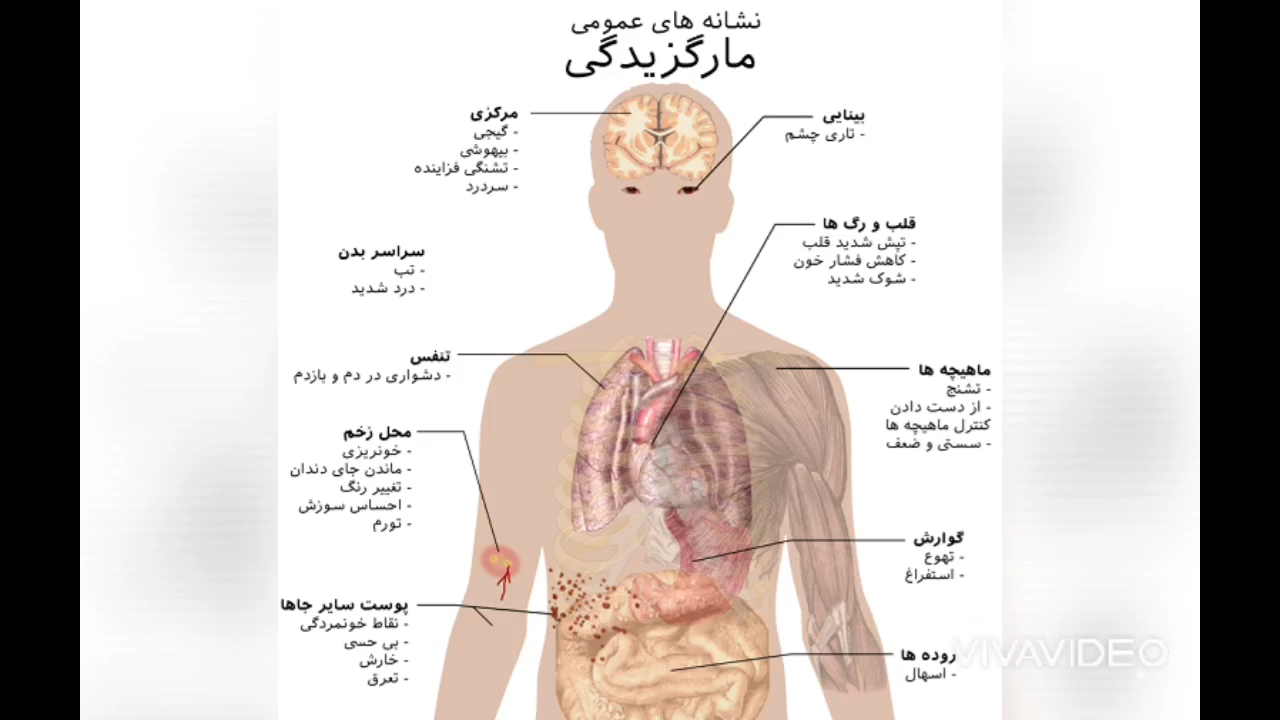 نشانه های عمومی
مارگزیدگی
بینایی
- تاری چشم
مرکزی
- گیجی
- بیهوشی
- تشنگی فزاینده
- سردرد
قلب و رگ ها
- تپش شدید قلب
- کاهش فشار خون
- شوک شدید
سراسر بدن
- تب
- درد شدید
تنفس
- دشواری در دم و بازدم
ماهیچه ها
- تشنج
- از دست دادن
کنترل ماهیچه ها
- سستی و ضعف
محل زخم
- خونریزی
- ماندن جای دندان
- تغییر رنگ
- احساس سوزش
- تورم
گوارش
- تهوع
- استفراغ
پوست سایر جاها
- نقاط خونمردگی
- بی حسی
- خارش
- تعرق
روده ها
- اسهال
VIVAVIDEO